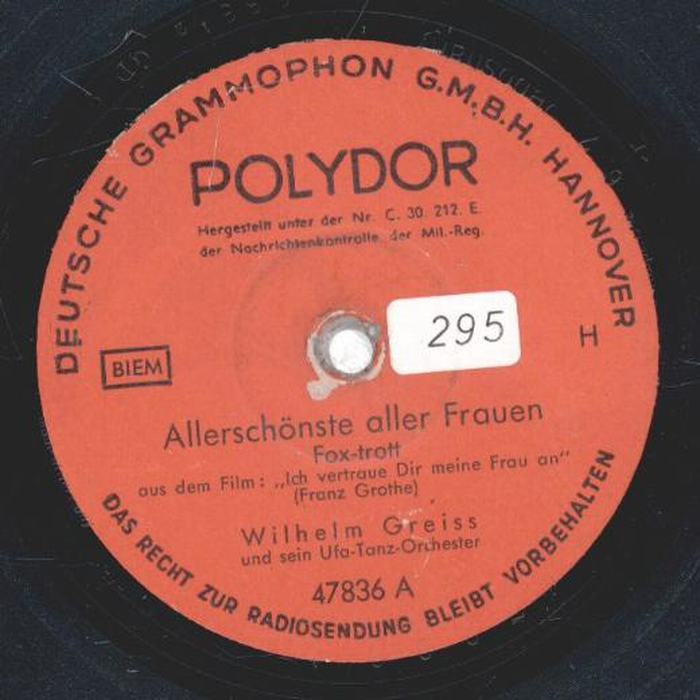 DEUTSCHE GRAMMOPHON G.M.B.H. HANNOVER
POLYDOR
Hergestellt unter der Nr. C. 30. 212. E.
der Nachrichtenkontrolle der Mil.-Reg.
295
H
BIEM
Allerschönste aller Frauen
Fox-trott
aus dem Film: „Ich vertraue Dir meine Frau an“
(Franz Grothe)
Wilhelm Greiss
und sein Ufa-Tanz-Orchester
47836 A
DAS RECHT ZUR RADIOSENDUNG BLEIBT VORBEHALTEN